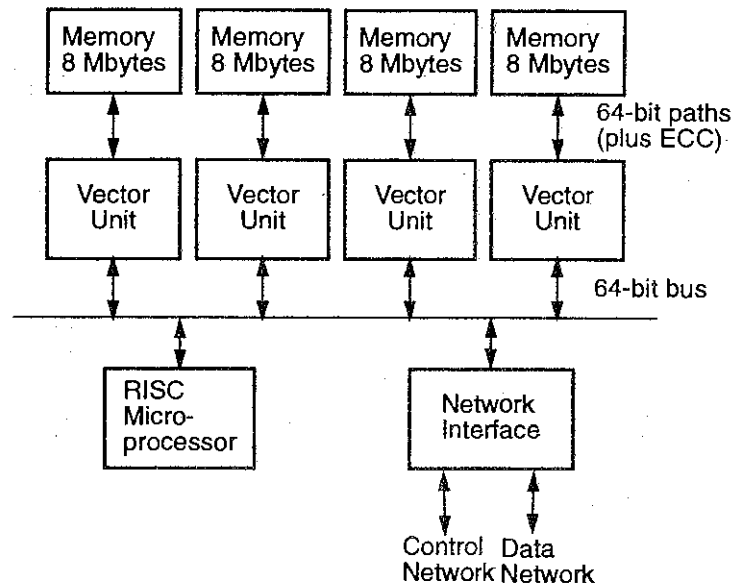 Memory
8 Mbytes
Memory
8 Mbytes
Memory
8 Mbytes
Memory
8 Mbytes
64-bit paths
(plus ECC)
Vector
Unit
Vector
Unit
Vector
Unit
Vector
Unit
64-bit bus
RISC
Micro-
processor
Network
Interface
Control
Network
Data
Network